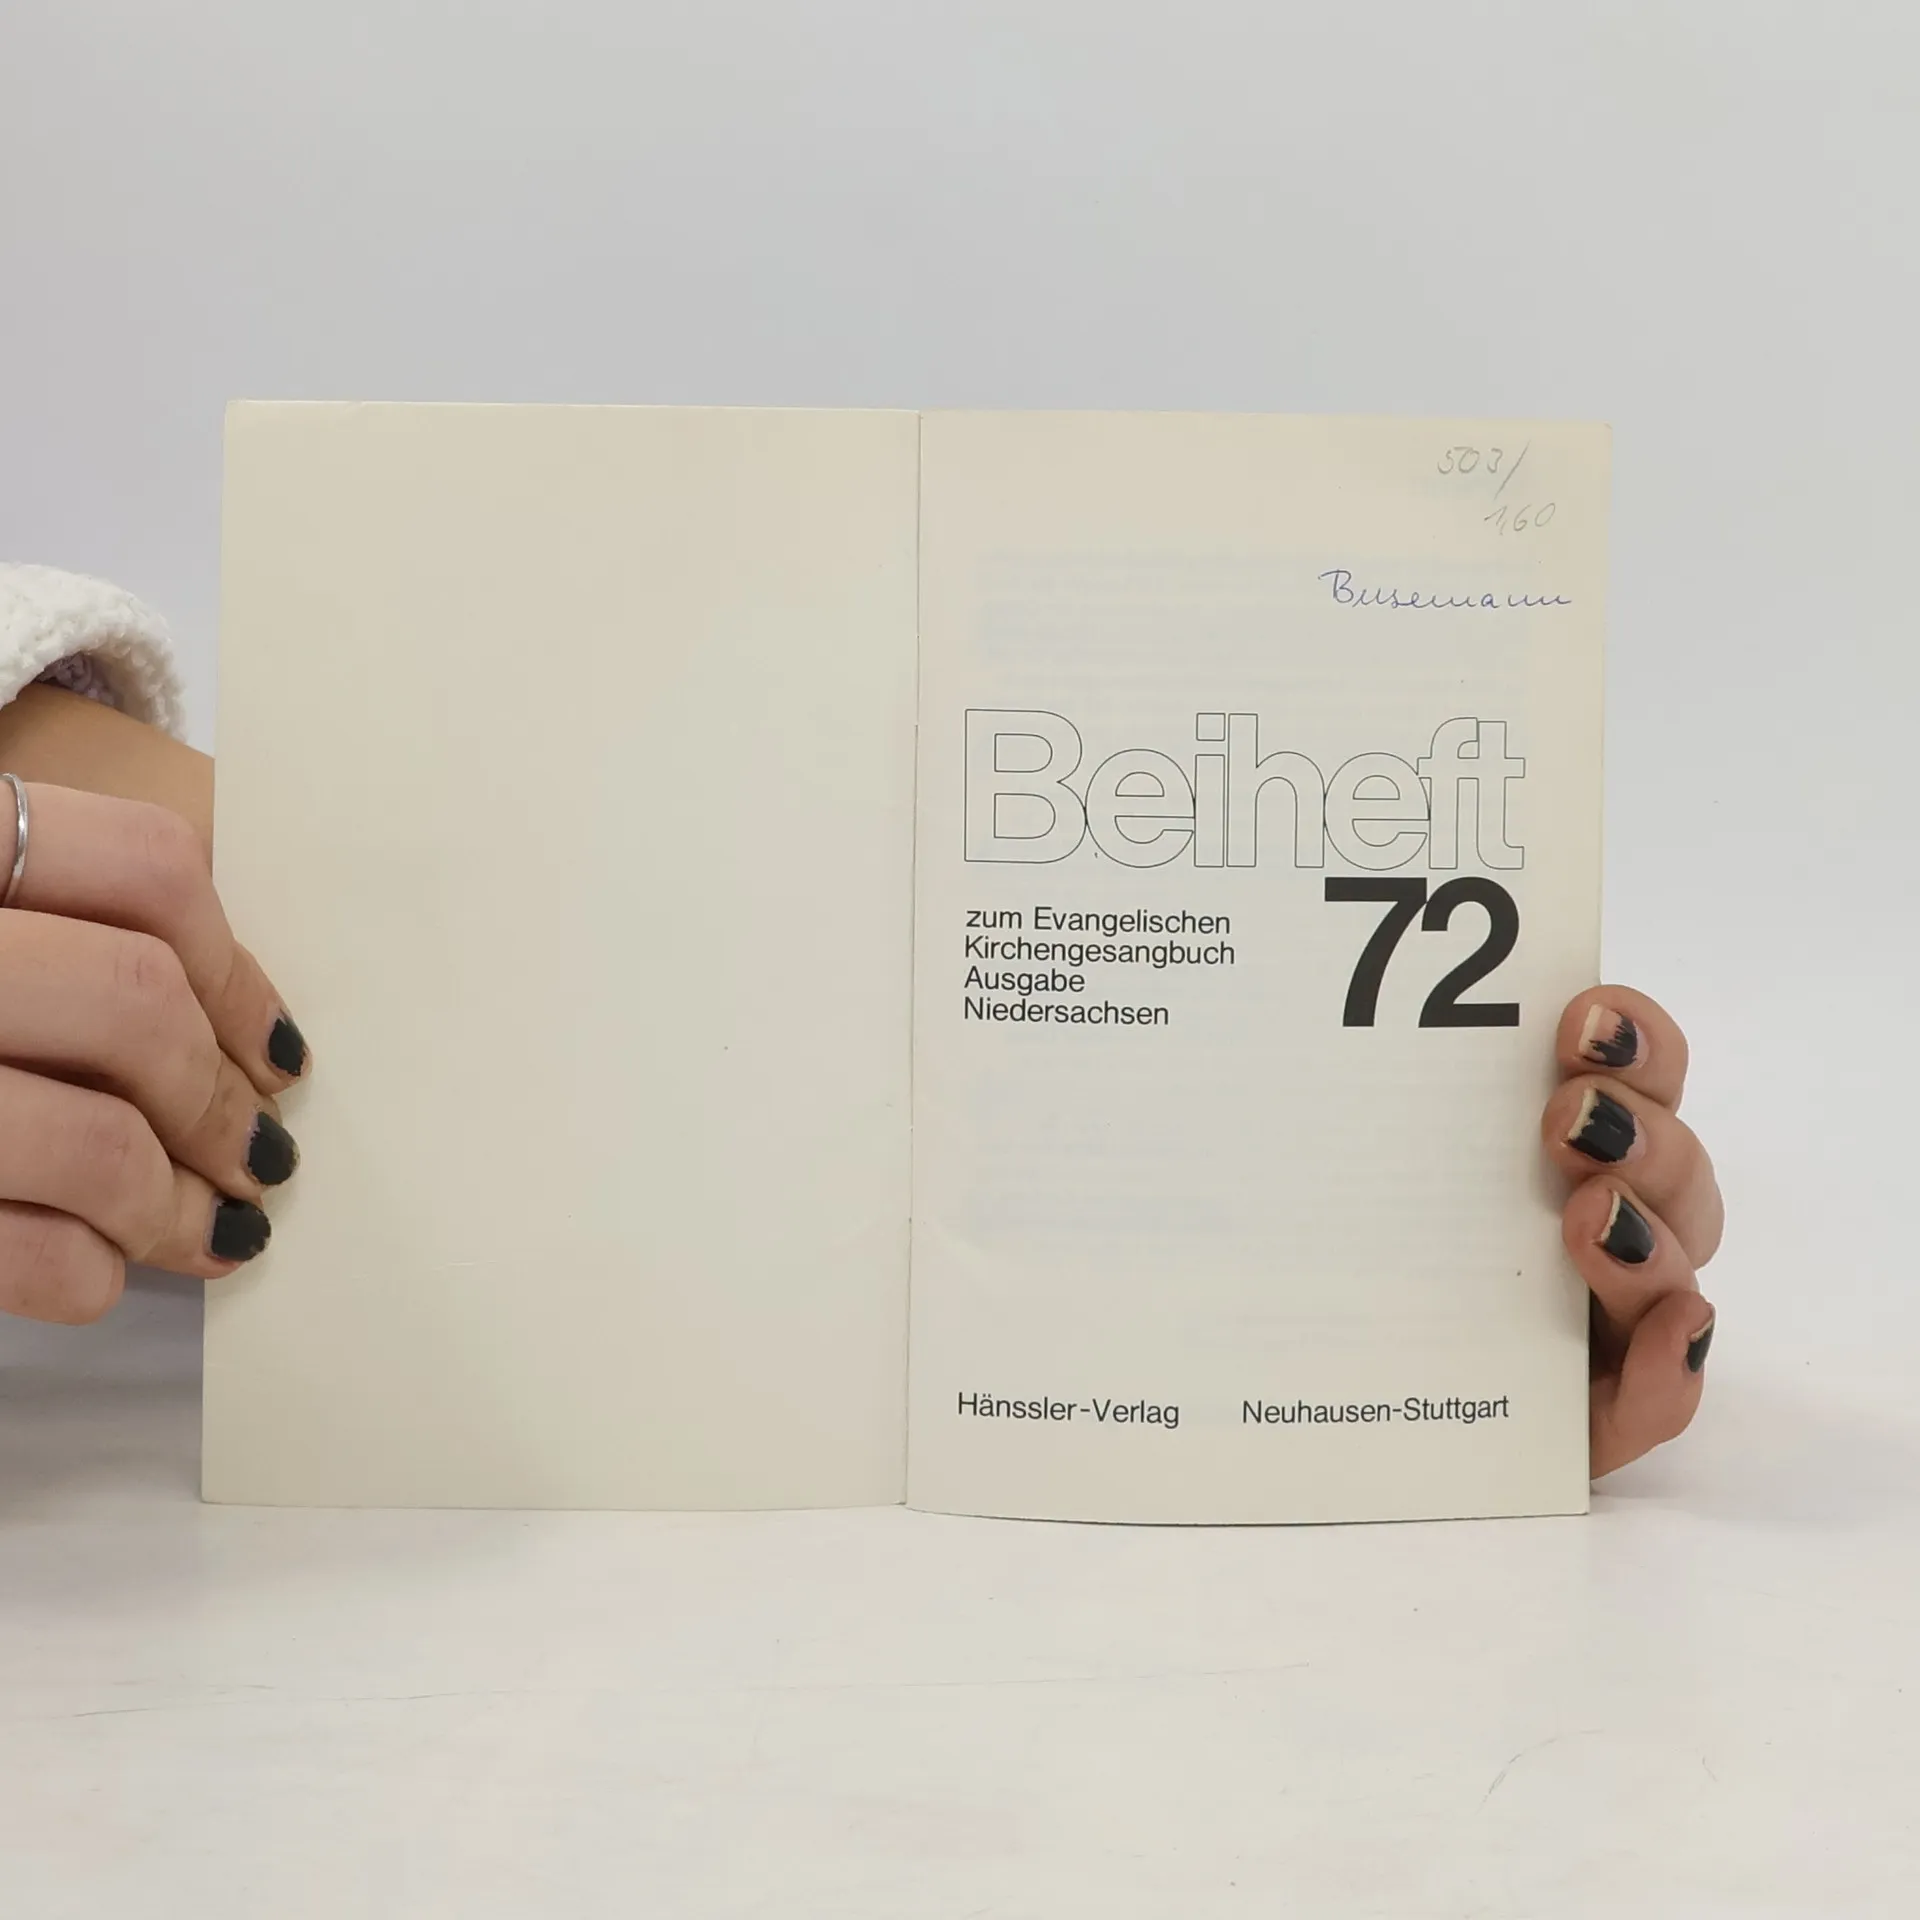 503/
1,60
Busemann
Beiheft
72
zum Evangelischen
Kirchengesangbuch
Ausgabe
Niedersachsen
Hänssler-Verlag Neuhausen-Stuttgart